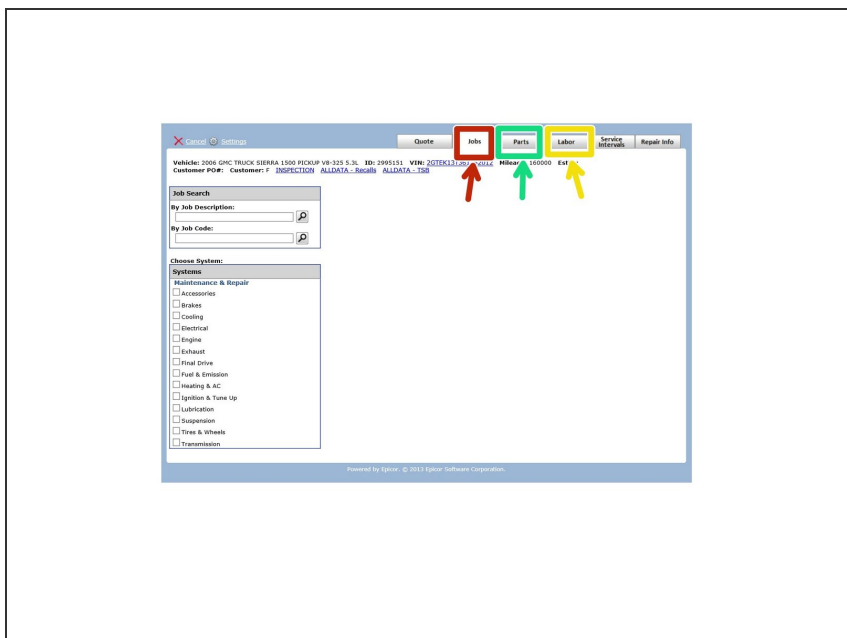 Cancel Settings
Quote
Jobs
Parts
Labor
Service
Intervals
Repair Info
Vehicle: 2006 GMC TRUCK SIERRA 1500 PICKUP V8-325 5.3L ID: 2995151 VIN: 160000
Customer PO#: Customer: F INSPECTION ALLDATA - Recalls ALLDATA - TSB
Job Search
By Job Description:
By Job Code:
Choose System:
Systems
Maintenance & Repair
Accessories
Brakes
Cooling
Electrical
Engine
Exhaust
Final Drive
Fuel & Emission
Heating & AC
Ignition & Tune Up
Lubrication
Suspension
Tires & Wheels
Transmission
Powered by Epicor. © 2013 Epicor Software Corporation.